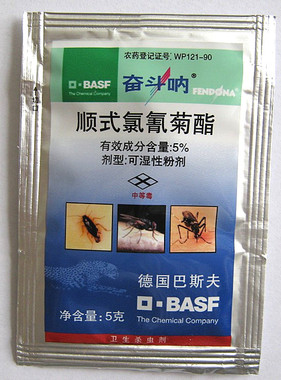 农药登记证号:WP121-90
BASF
The Chemical Company
奋斗呐®
FENDONA®
顺式氯氰菊酯
有效成分含量:5%
剂型:可湿性粉剂
中等毒
德国巴斯夫
BASF
The Chemical Company
净含量:5克
卫生杀虫剂